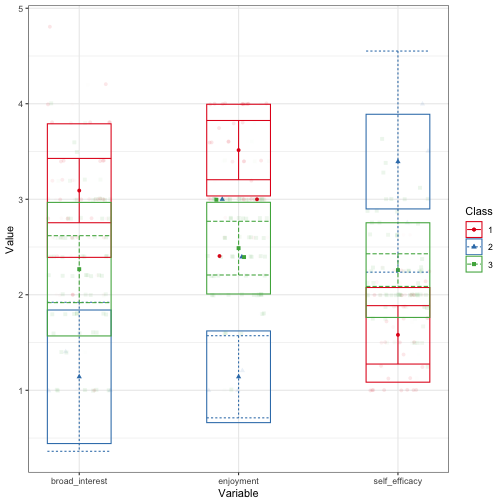 5
4
3
2
1
Value
broad_interest
enjoyment
self_efficacy
Variable
Class
1
2
3